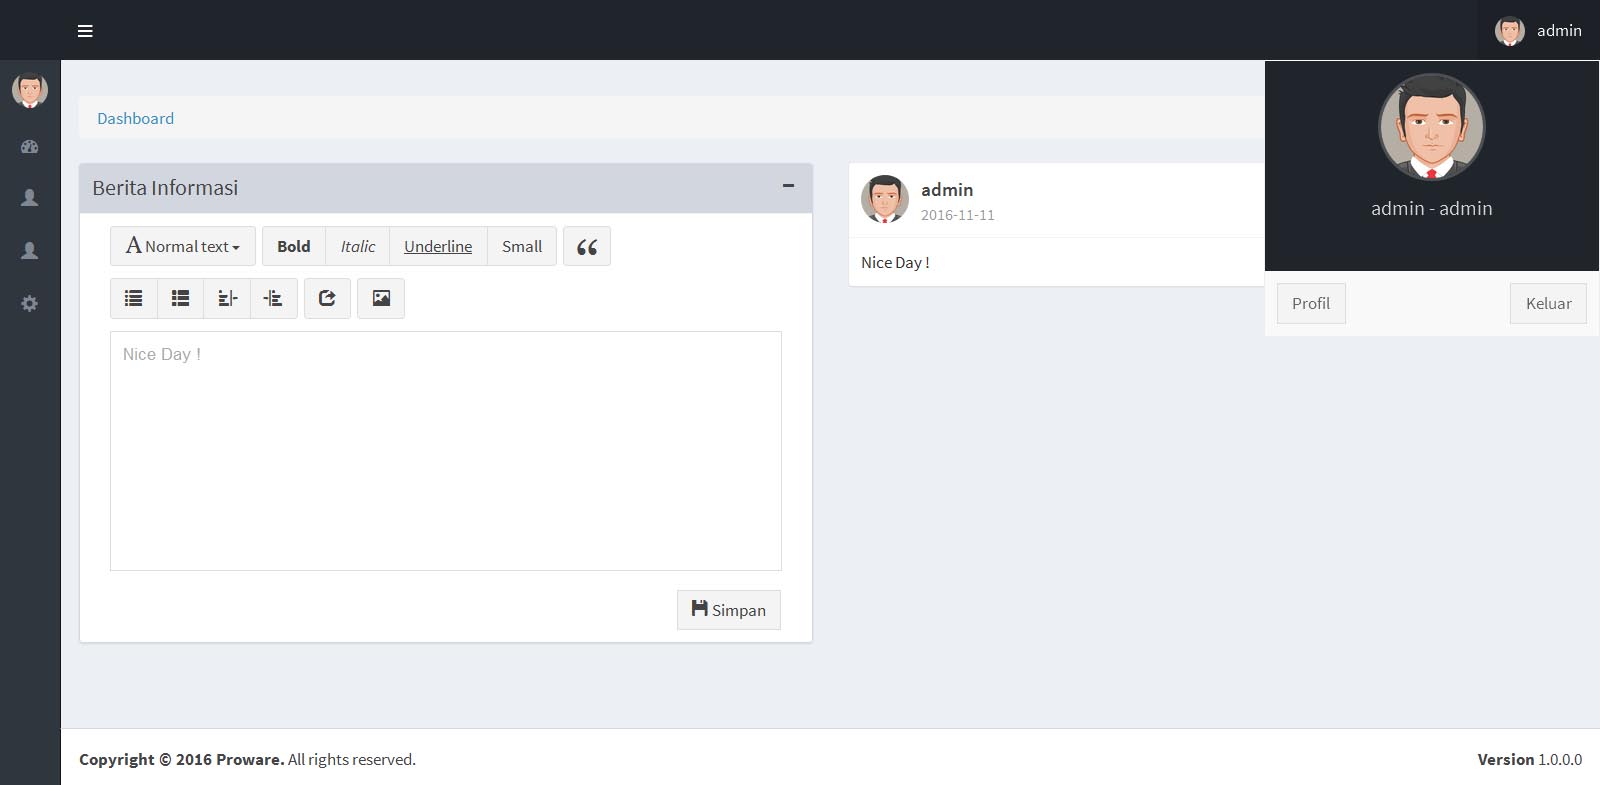 admin
Dashboard
admin - admin
Profil
Keluar
Berita Informasi
A Normal text
Bold
Italic
Underline
Small
Nice Day !
Simpan
admin
2016-11-11
Nice Day !
Copyright © 2016 Proware. All rights reserved.
Version 1.0.0.0